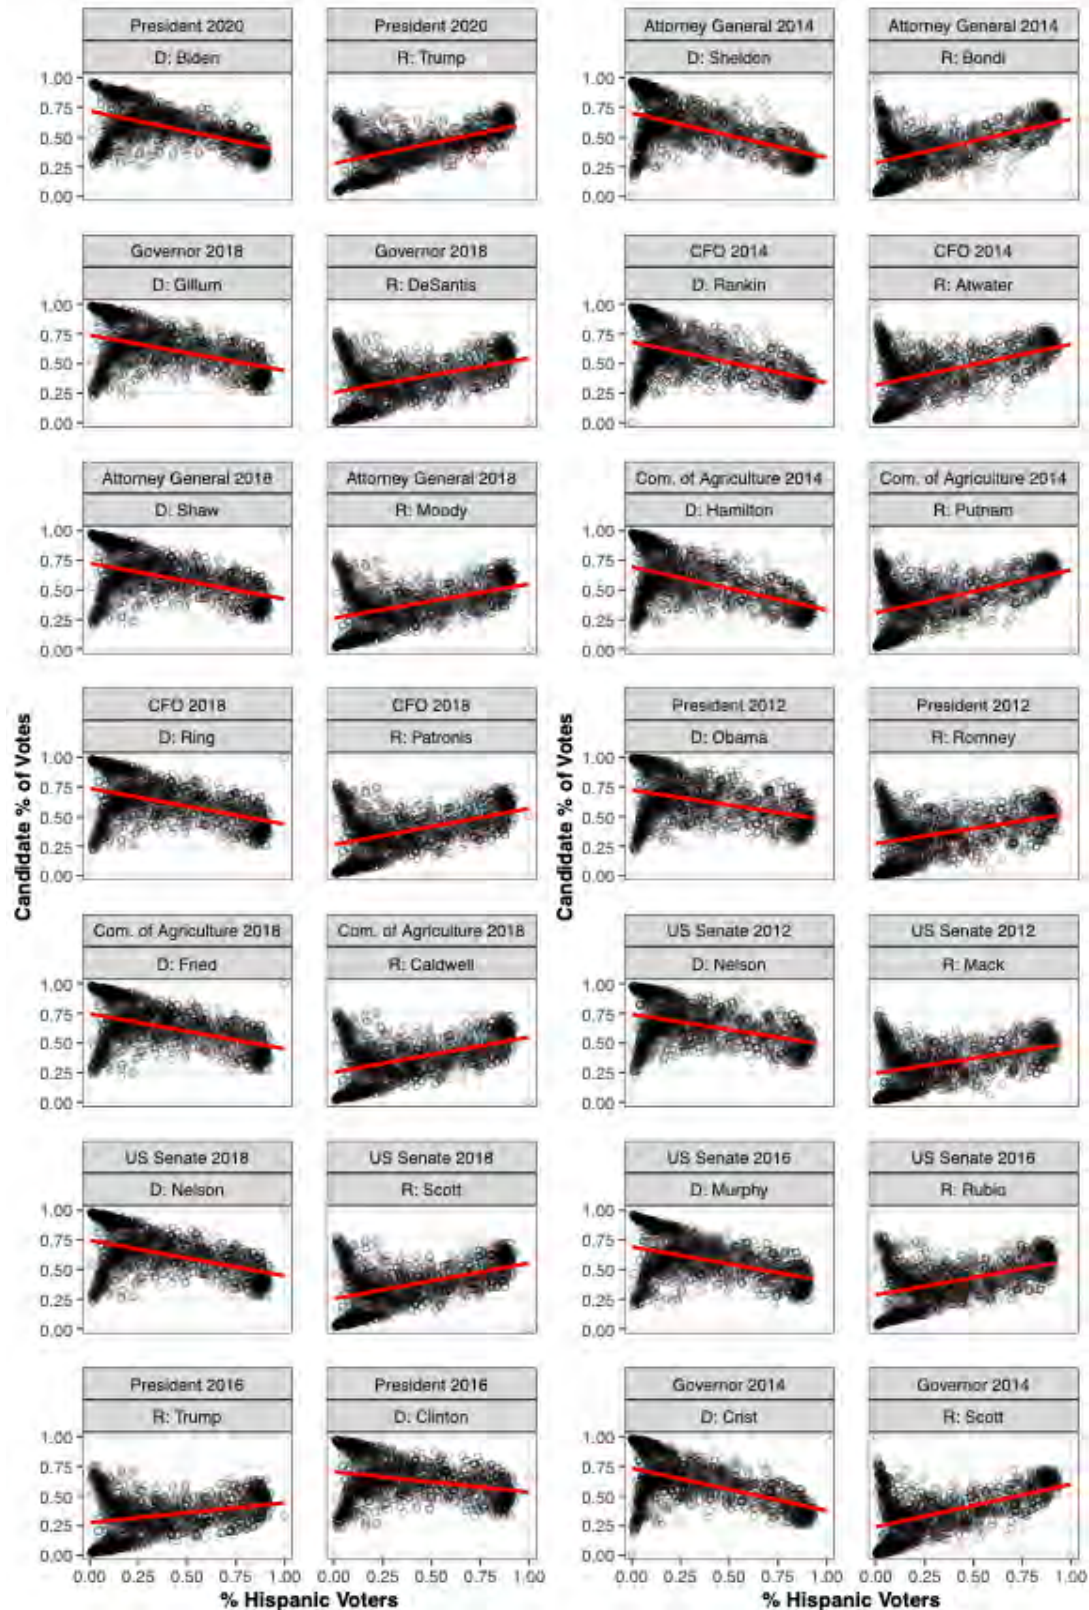 President 2020 President 2020 Attorney General 2014 Attorney General 2014
D: Biden R: Trump D: Sheldon R: Bondi
1.00 1.00
0.75 0.75
0.50 0.50
0.25 0.25
0.00 0.00
Governor 2018 Governor 2018 CFO 2014 CFO 2014
D: Gillum R: DeSantis D: Rankin R: Atwater
1.00 1.00
0.75 0.75
0.50 0.50
0.25 0.25
0.00 0.00
Attorney General 2018 Attorney General 2018 Com. of Agriculture 2014 Com. of Agriculture 2014
D: Shaw R: Moody D: Hamilton R: Putnam
1.00 1.00
0.75 0.75
0.50 0.50
0.25 0.25
0.00 0.00
CFO 2018 CFO 2018 President 2012 President 2012
D: Ring R: Patronis D: Obama R: Romney
1.00 1.00
0.75 0.75
0.50 0.50
0.25 0.25
0.00 0.00
Candidate % of Votes Candidate % of Votes
Com. of Agriculture 2018 Com. of Agriculture 2018 US Senate 2012 US Senate 2012
D: Fried R: Caldwell D: Nelson R: Mack
1.00 1.00
0.75 0.75
0.50 0.50
0.25 0.25
0.00 0.00
US Senate 2018 US Senate 2018 US Senate 2016 US Senate 2016
D: Nelson R: Scott D: Murphy R: Rubio
1.00 1.00
0.75 0.75
0.50 0.50
0.25 0.25
0.00 0.00
President 2016 President 2016 Governor 2014 Governor 2014
R: Trump D: Clinton D: Crist R: Scott
1.00 1.00
0.75 0.75
0.50 0.50
0.25 0.25
0.00 0.00
0.00 0.25 0.50 0.75 1.00 0.00 0.25 0.50 0.75 1.00 0.00 0.25 0.50 0.75 1.00 0.00 0.25 0.50 0.75 1.00
% Hispanic Voters % Hispanic Voters